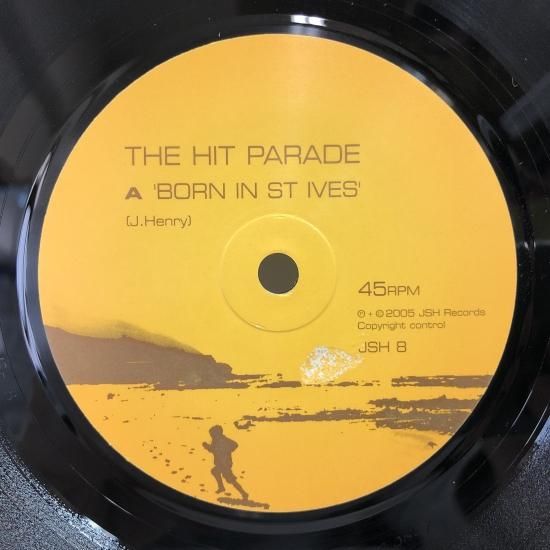 THE HIT PARADE
A 'BORN IN ST IVES'
(J.Henry)
45RPM
℗ + © 2005 JSH Records
Copyright control
JSH 8